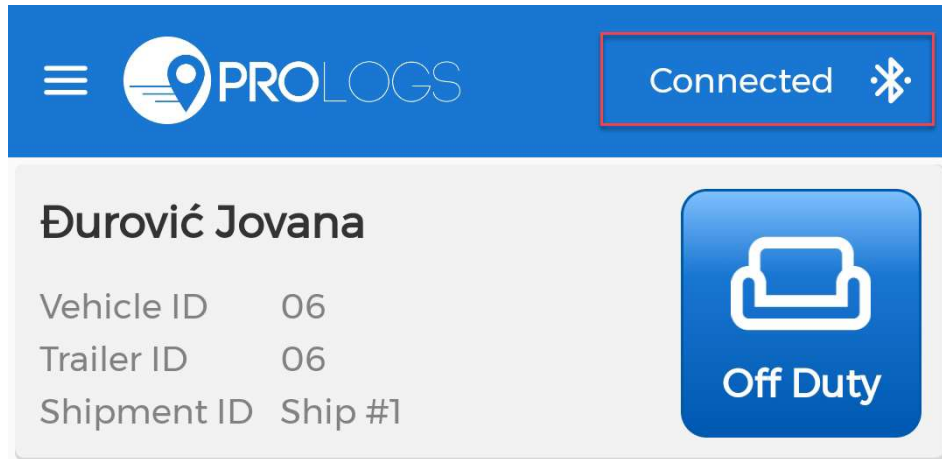 PROLOGS
Connected
Đurović Jovana
Vehicle ID 06
Trailer ID 06
Shipment ID Ship #1
Off Duty